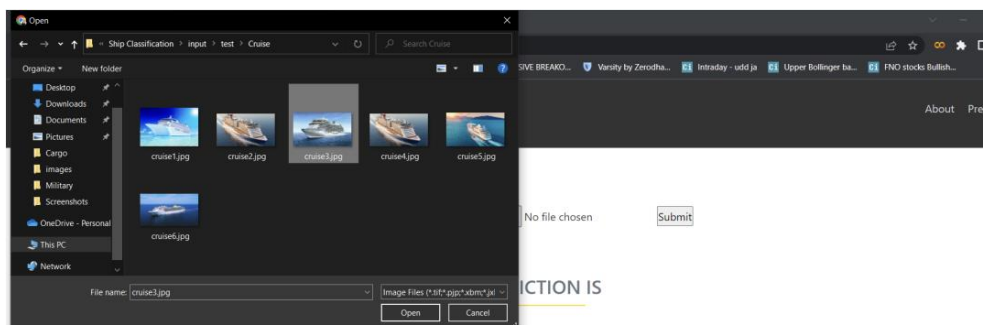 Open
Ship Classification > input > test > Cruise
Search Cruise
Organize
New folder
Desktop
Downloads
Documents
Pictures
Cargo
images
Military
Screenshots
OneDrive - Personal
This PC
Network
cruise1.jpg
cruise2.jpg
cruise3.jpg
cruise4.jpg
cruise5.jpg
cruise6.jpg
File name: cruise3.jpg
Image Files (*.tif;*.pjp;*.xbm;*.jxl
Open
Cancel
SIVE BREAKO...
Varsity by Zerodha...
Intraday - udd ja
Upper Bollinger ba...
FNO stocks Bullish...
About
Pre
No file chosen
Submit
ICTION IS